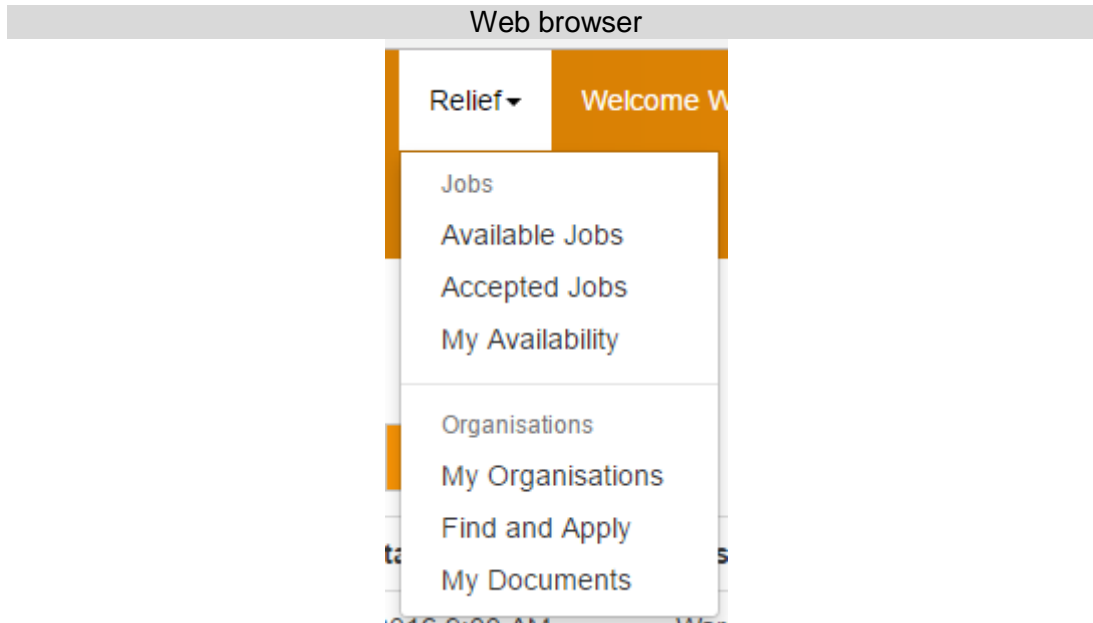 Web browser
Relief Welcome W
Jobs
Available Jobs
Accepted Jobs
My Availability
Organisations
My Organisations
Find and Apply
My Documents